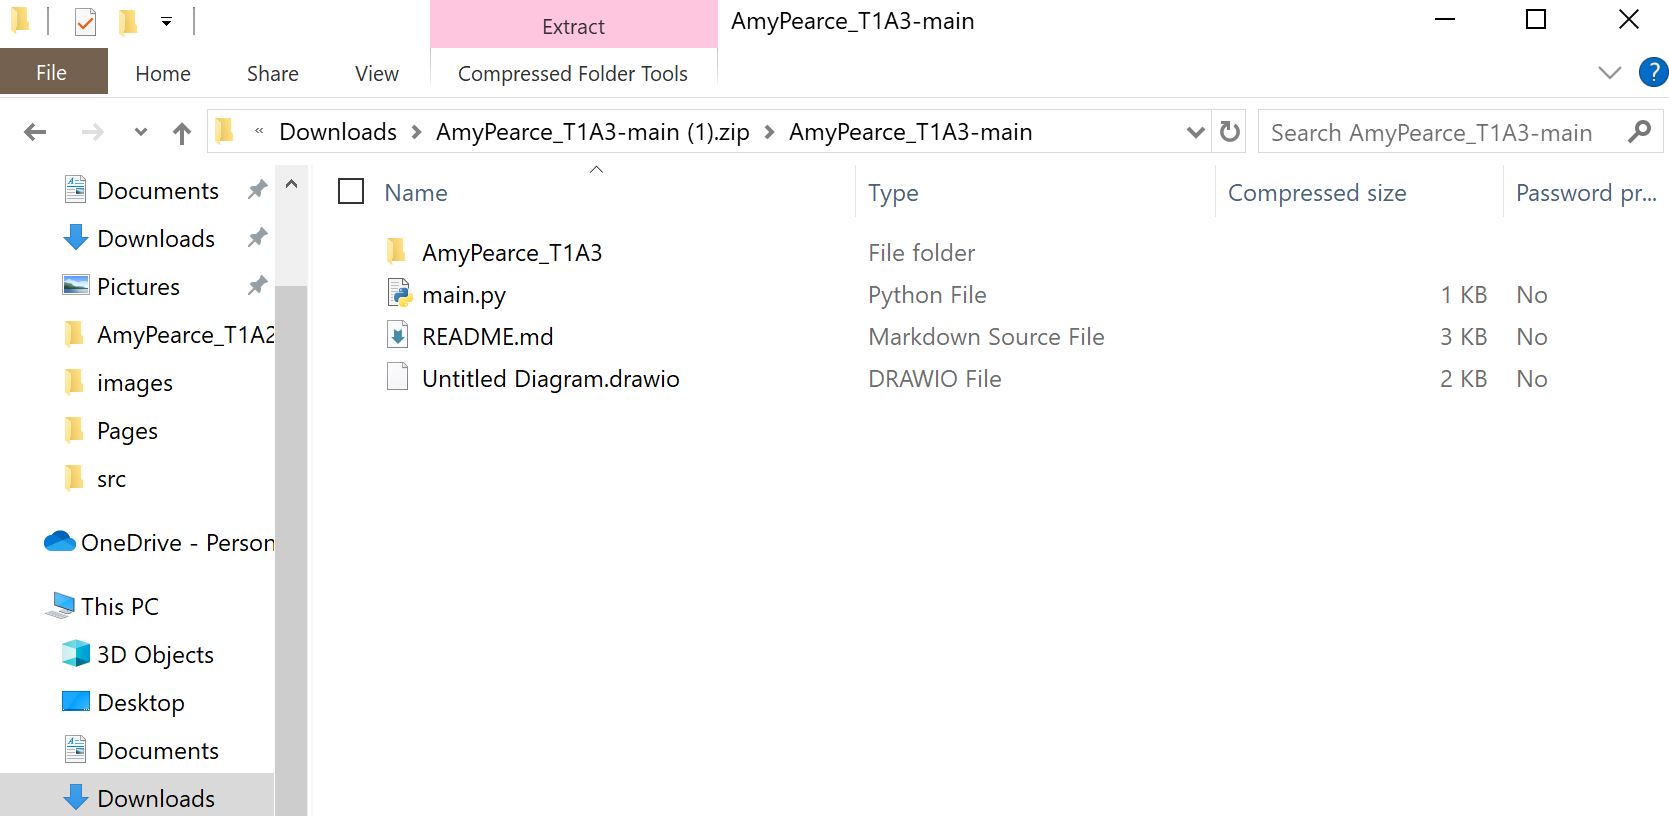 Extract
AmyPearce_T1A3-main
File
Home
Share
View
Compressed Folder Tools
?
« Downloads > AmyPearce_T1A3-main (1).zip > AmyPearce_T1A3-main
Search AmyPearce_T1A3-main
Documents
Downloads
Pictures
AmyPearce_T1A2
images
Pages
src
OneDrive - Person
This PC
3D Objects
Desktop
Documents
Downloads
Name Type Compressed size Password pr...
AmyPearce_T1A3 File folder
main.py Python File 1 KB No
README.md Markdown Source File 3 KB No
Untitled Diagram.drawio DRAWIO File 2 KB No